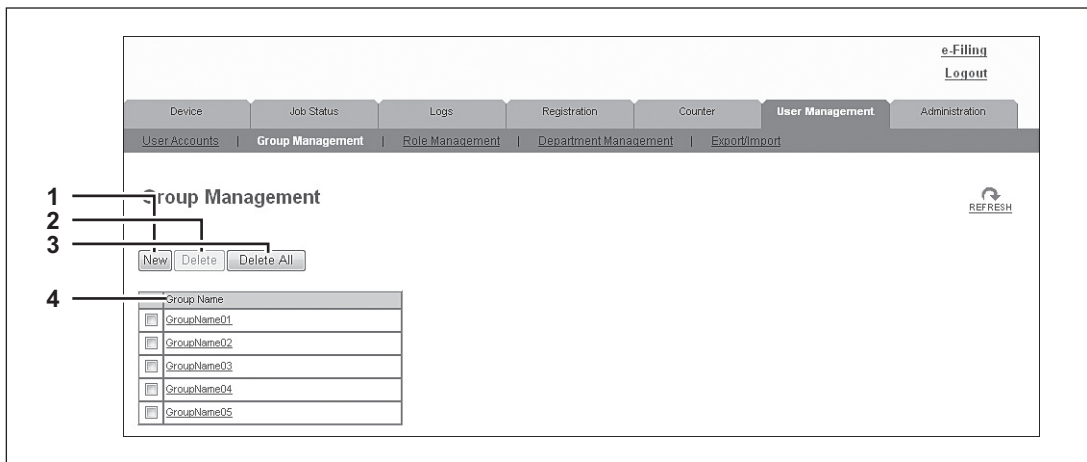 e-Filing
Logout
Device Job Status Logs Registration Counter User Management Administration
User Accounts | Group Management | Role Management | Department Management | Export/Import
1
Group Management
REFRESH
2
3
New Delete Delete All
4
Group Name
GroupName01
GroupName02
GroupName03
GroupName04
GroupName05